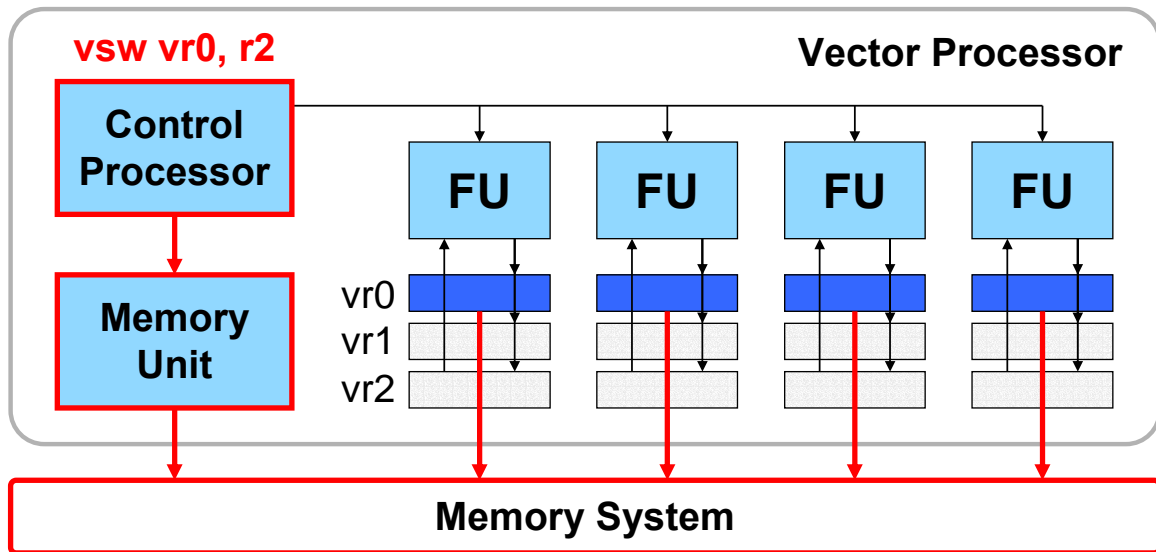 vsw vr0, r2
Vector Processor
Control
Processor
FU
FU
FU
FU
Memory
Unit
vr0
vr1
vr2
Memory System